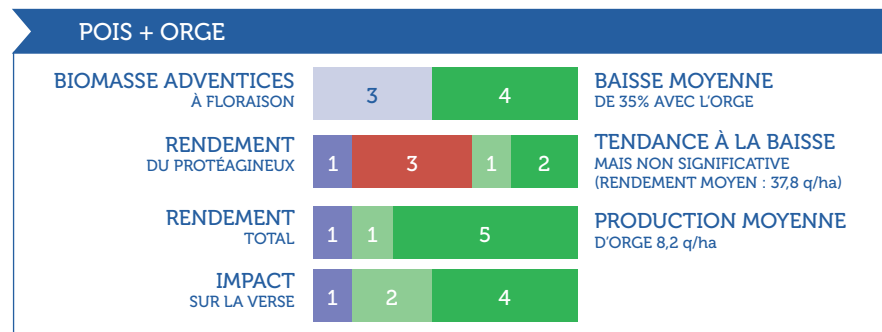 POIS + ORGE
BIOMASSE ADVENTICES
À FLORAISON
3
4
BAISSE MOYENNE
DE 35% AVEC L'ORGE
RENDEMENT
DU PROTÉAGINEUX
1
3
1
2
TENDANCE À LA BAISSE
MAIS NON SIGNIFICATIVE
(RENDEMENT MOYEN : 37,8 q/ha)
RENDEMENT
TOTAL
1
1
5
PRODUCTION MOYENNE
D'ORGE 8,2 q/ha
IMPACT
SUR LA VERSE
1
2
4